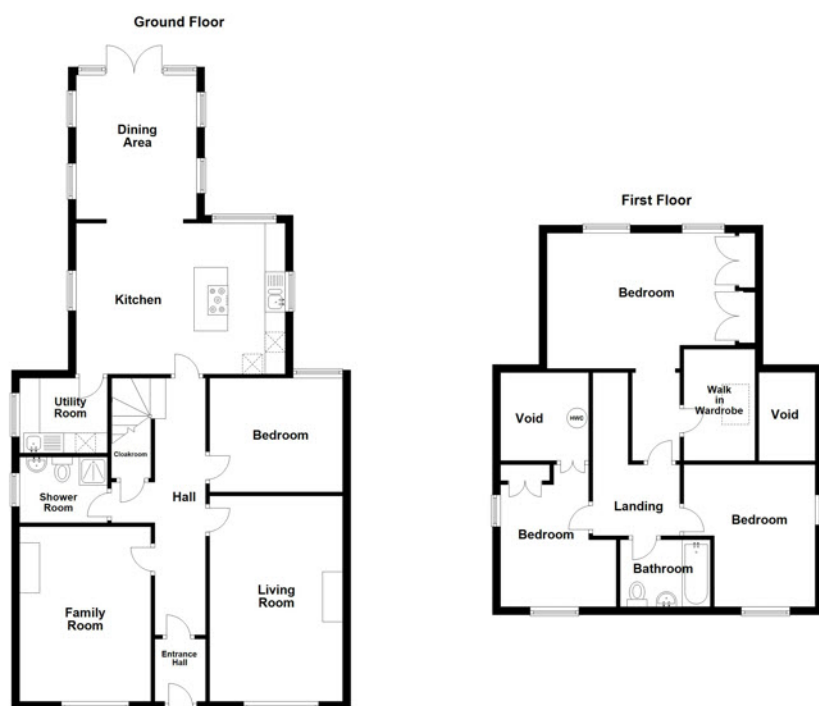 Ground Floor
Dining
Area
Kitchen
Utility
Room
Cloakroom
Bedroom
Shower
Room
Hall
Family
Room
Living
Room
Entrance
Hall
First Floor
Bedroom
Void
HWC
Walk
in
Wardrobe
Void
Landing
Bedroom
Bedroom
Bathroom